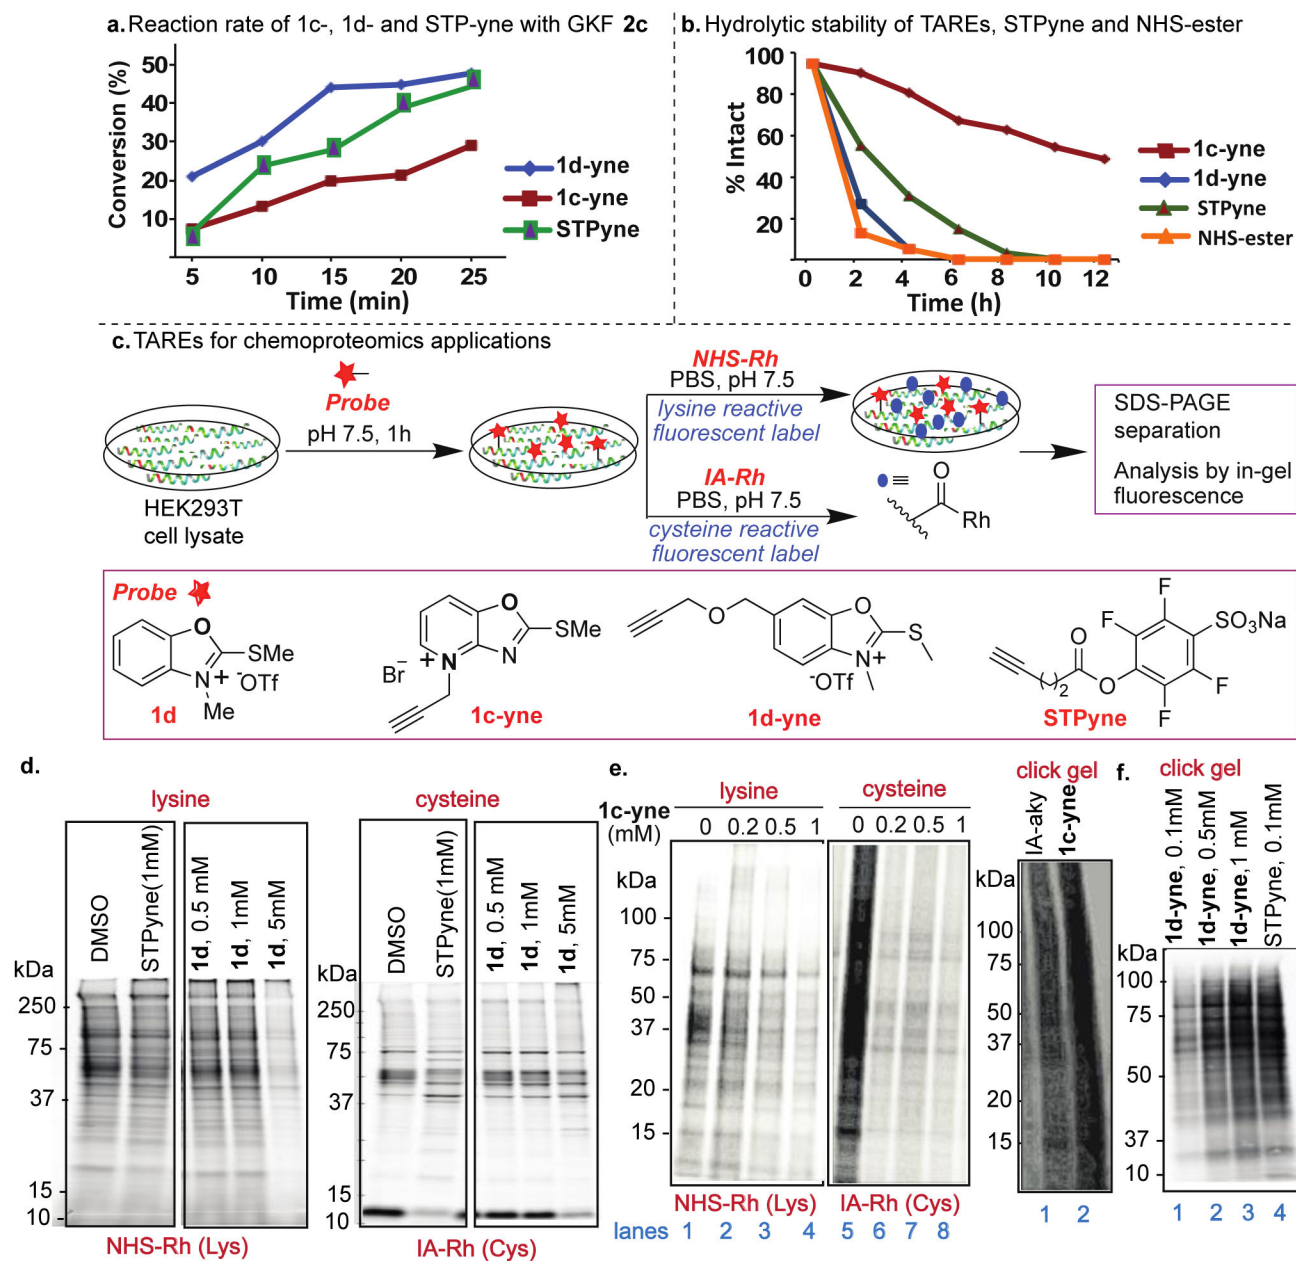 a. Reaction rate of 1c-, 1d- and STP-yne with GKF 2c
Conversion (%)
50
40
30
20
10
5 10 15 20 25
Time (min)
1d-yne
1c-yne
STPyne
b. Hydrolytic stability of TAREs, STPyne and NHS-ester
% Intact
100
80
60
40
20
0 2 4 6 8 10 12
Time (h)
1c-yne
1d-yne
STPyne
NHS-ester
c. TAREs for chemoproteomics applications
HEK293T
cell lysate
Probe
pH 7.5, 1h
NHS-Rh
PBS, pH 7.5
lysine reactive
fluorescent label
IA-Rh
PBS, pH 7.5
cysteine reactive
fluorescent label
≡
O
Rh
SDS-PAGE
separation
Analysis by in-gel
fluorescence
Probe
O
SMe
N
+
-OTf
Me
1d
O
SMe
N
+
N
Br-
1c-yne
O
O
S
N
+
-OTf
1d-yne
F
F
SO3Na
O
( )2
O
F
F
STPyne
d.
lysine
DMSO
STPyne(1mM)
1d, 0.5 mM
1d, 1mM
1d, 5mM
kDa
250
75
37
15
10
NHS-Rh (Lys)
cysteine
DMSO
STPyne(1mM)
1d, 0.5 mM
1d, 1mM
1d, 5mM
kDa
250
75
37
15
10
IA-Rh (Cys)
e.
lysine
cysteine
1c-yne
(mM)
0 0.2 0.5 1
0 0.2 0.5 1
kDa
100
75
50
37
20
15
NHS-Rh (Lys)
IA-Rh (Cys)
lanes 1 2 3 4 5 6 7 8
click gel
IA-aky
1c-yne
kDa
100
75
50
37
20
15
1 2
f.
click gel
1d-yne, 0.1mM
1d-yne, 0.5mM
1d-yne, 1 mM
STPyne, 0.1mM
kDa
100
75
50
37
10
1 2 3 4